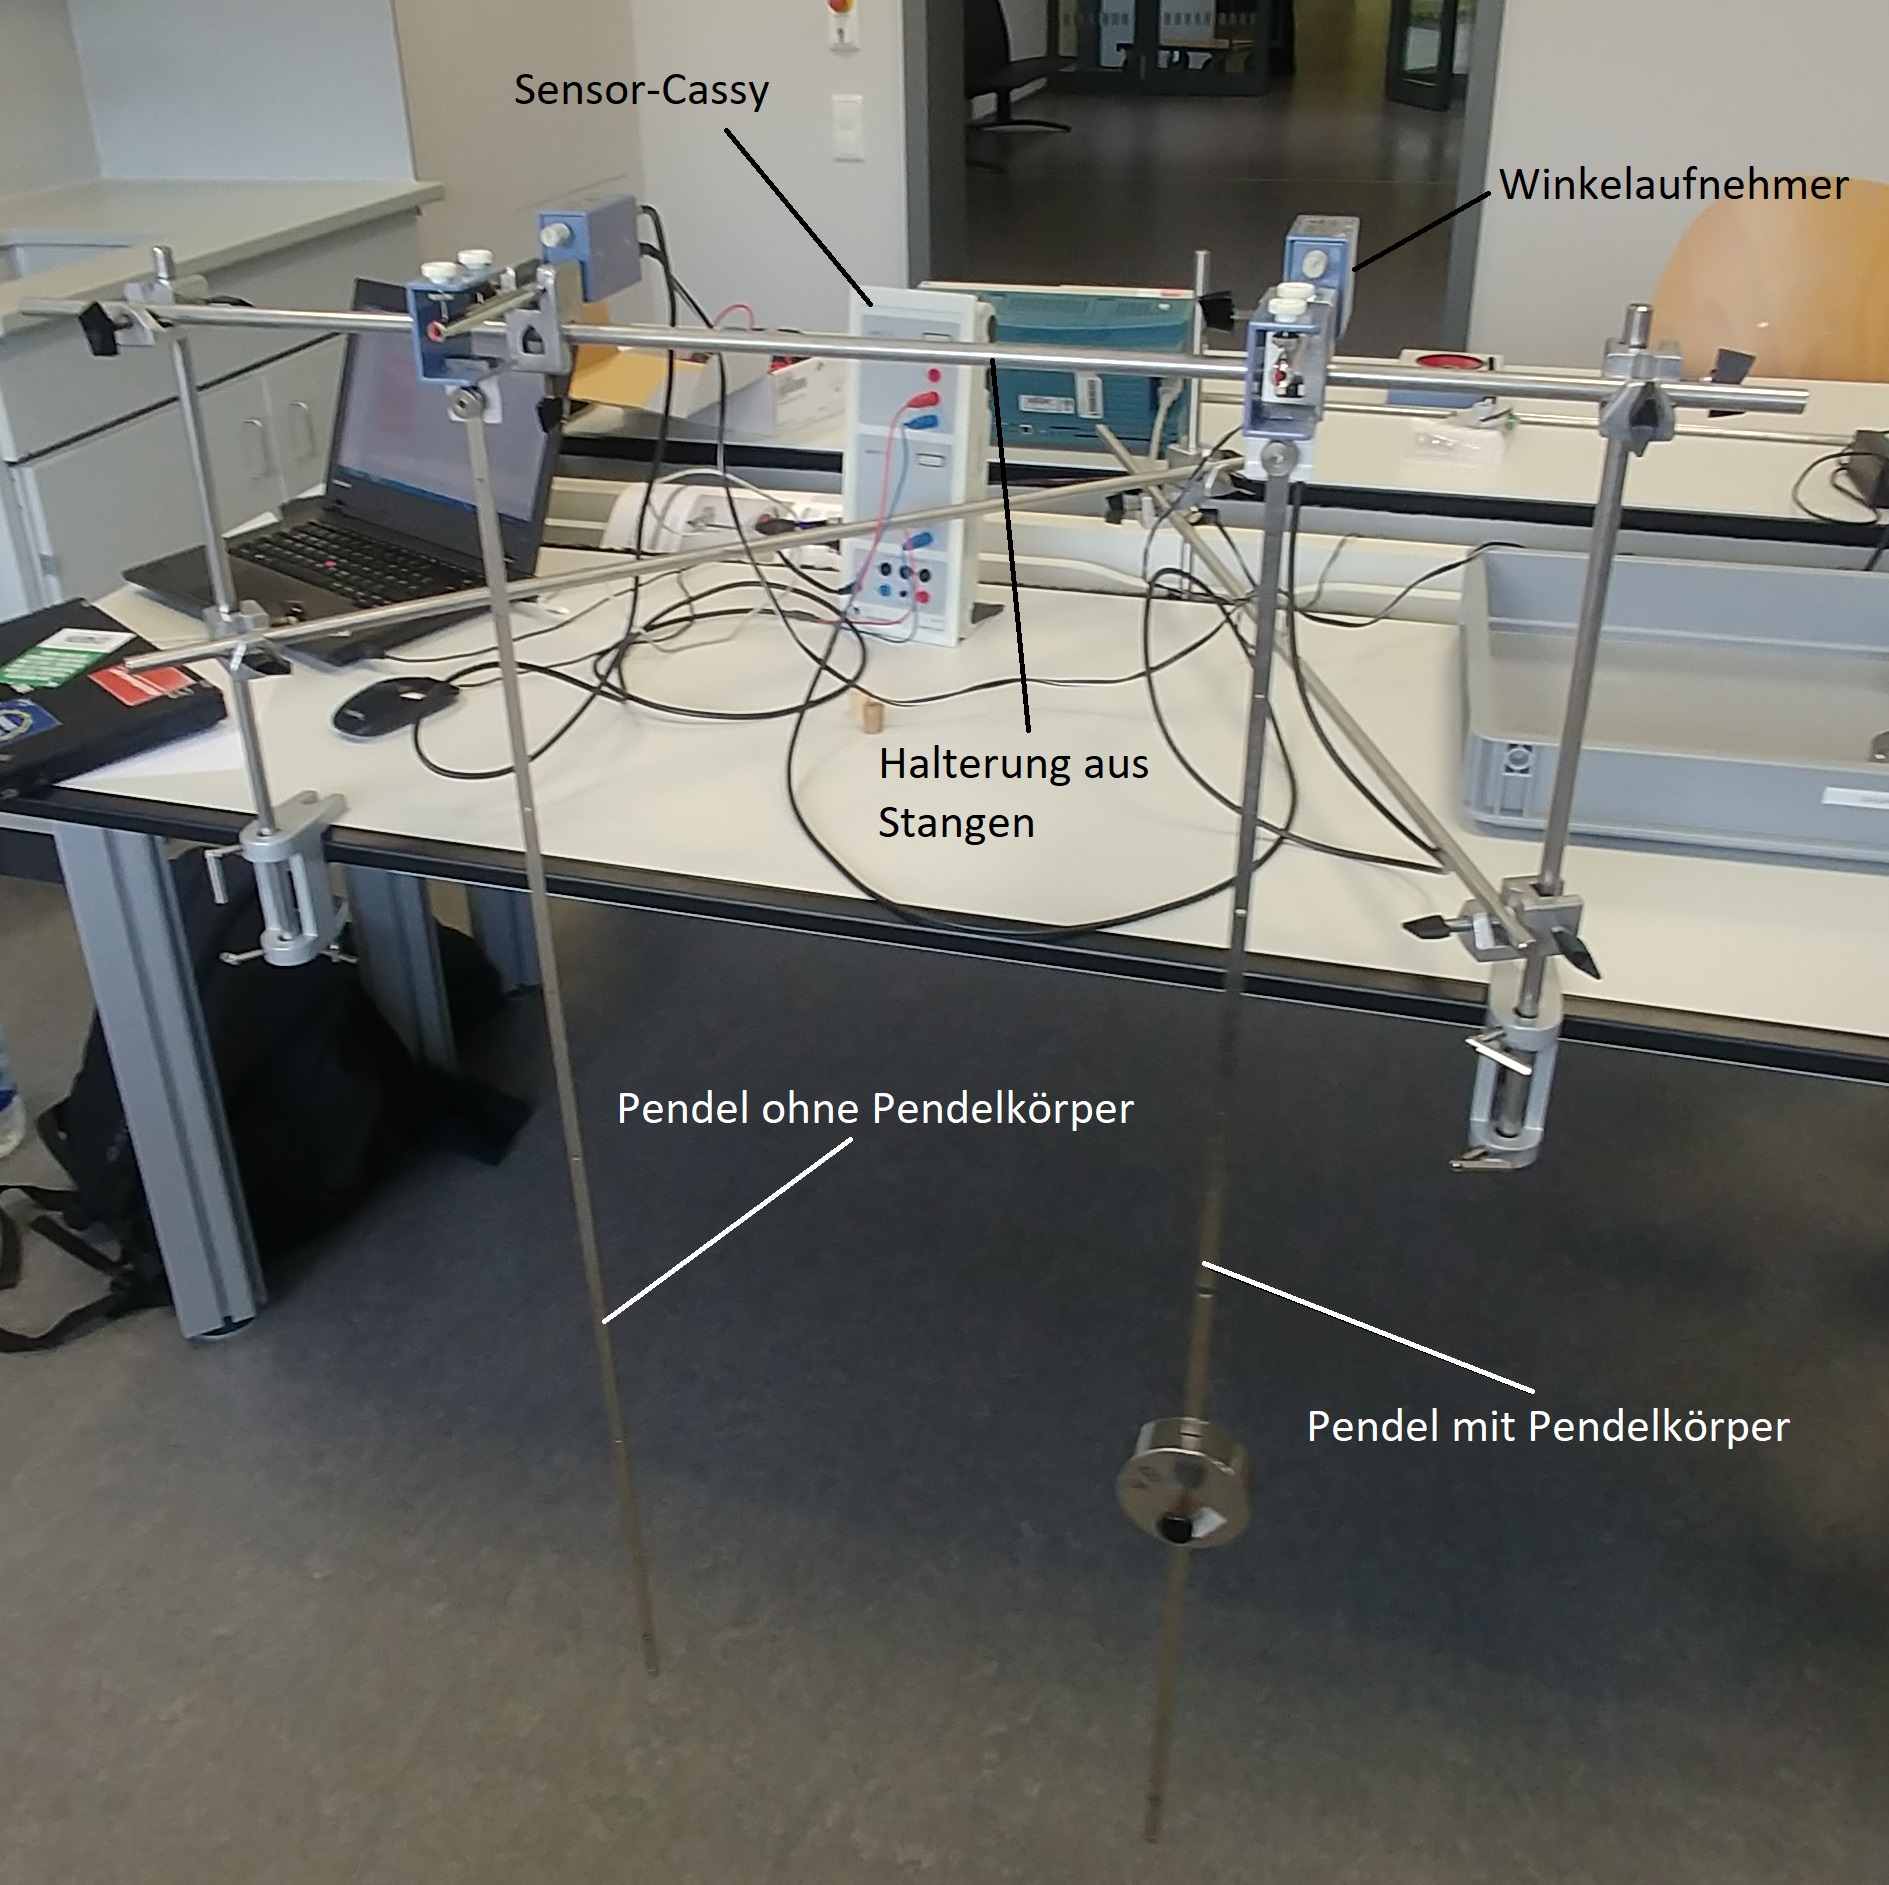 Sensor-Cassy
Winkelaufnehmer
Halterung aus
Stangen
Pendel ohne Pendelkörper
Pendel mit Pendelkörper